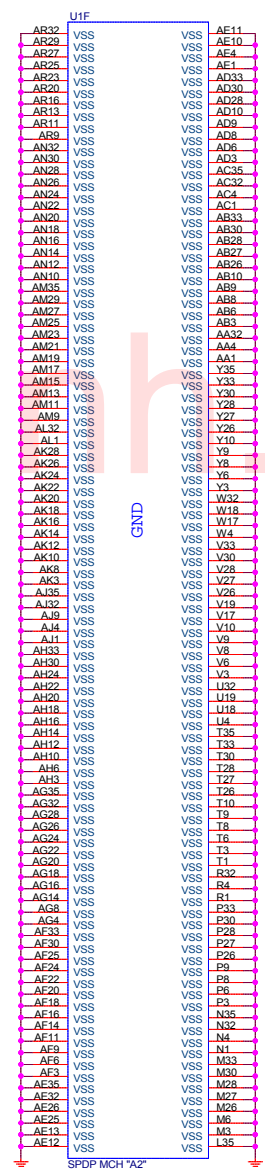 U1F
AR32 VSS VSS AE11
AR29 VSS VSS AE10
AR27 VSS VSS AE4
AR25 VSS VSS AE1
AR23 VSS VSS AD33
AR20 VSS VSS AD30
AR16 VSS VSS AD28
AR13 VSS VSS AD10
AR11 VSS VSS AD9
AR9 VSS VSS AD8
AN32 VSS VSS AD6
AN30 VSS VSS AD3
AN28 VSS VSS AC35
AN26 VSS VSS AC32
AN24 VSS VSS AC4
AN22 VSS VSS AC1
AN20 VSS VSS AB33
AN18 VSS VSS AB30
AN16 VSS VSS AB28
AN14 VSS VSS AB27
AN12 VSS VSS AB26
AN10 VSS VSS AB10
AM35 VSS VSS AB9
AM29 VSS VSS AB8
AM27 VSS VSS AB6
AM25 VSS VSS AB3
AM23 VSS VSS AA32
AM21 VSS VSS AA4
AM19 VSS VSS AA1
AM17 VSS VSS Y35
AM15 VSS VSS Y33
AM13 VSS VSS Y30
AM11 VSS VSS Y28
AM9 VSS VSS Y27
AL32 VSS VSS Y26
AL1 VSS VSS Y10
AK28 VSS VSS Y9
AK26 VSS VSS Y8
AK24 VSS VSS Y6
AK22 VSS VSS Y3
AK20 VSS VSS W32
AK18 VSS VSS W18
AK16 VSS VSS W17
AK14 VSS VSS W4
AK12 VSS VSS V33
AK10 VSS VSS V30
AK8 VSS VSS V28
AK3 VSS VSS V27
AJ35 VSS VSS V26
AJ32 VSS VSS V19
AJ9 VSS VSS V17
AJ4 VSS VSS V10
AJ1 VSS VSS V9
AH33 VSS VSS V8
AH30 VSS VSS V6
AH24 VSS VSS V3
AH22 VSS VSS U32
AH20 VSS VSS U19
AH18 VSS VSS U18
AH16 VSS VSS U4
AH14 VSS VSS T35
AH12 VSS VSS T33
AH10 VSS VSS T30
AH6 VSS VSS T28
AH3 VSS VSS T27
AG35 VSS VSS T26
AG32 VSS VSS T10
AG28 VSS VSS T9
AG26 VSS VSS T8
AG24 VSS VSS T6
AG22 VSS VSS T3
AG20 VSS VSS T1
AG18 VSS VSS R32
AG16 VSS VSS R4
AG14 VSS VSS R1
AG8 VSS VSS P33
AG4 VSS VSS P30
AF33 VSS VSS P28
AF30 VSS VSS P27
AF25 VSS VSS P26
AF24 VSS VSS P9
AF22 VSS VSS P8
AF20 VSS VSS P6
AF18 VSS VSS P3
AF16 VSS VSS N35
AF14 VSS VSS N32
AF11 VSS VSS N4
AF9 VSS VSS N1
AF6 VSS VSS M33
AF3 VSS VSS M30
AE35 VSS VSS M28
AE32 VSS VSS M27
AE26 VSS VSS M26
AE25 VSS VSS M6
AE13 VSS VSS M3
AE12 VSS VSS L35
GND
SPDP MCH "A2"